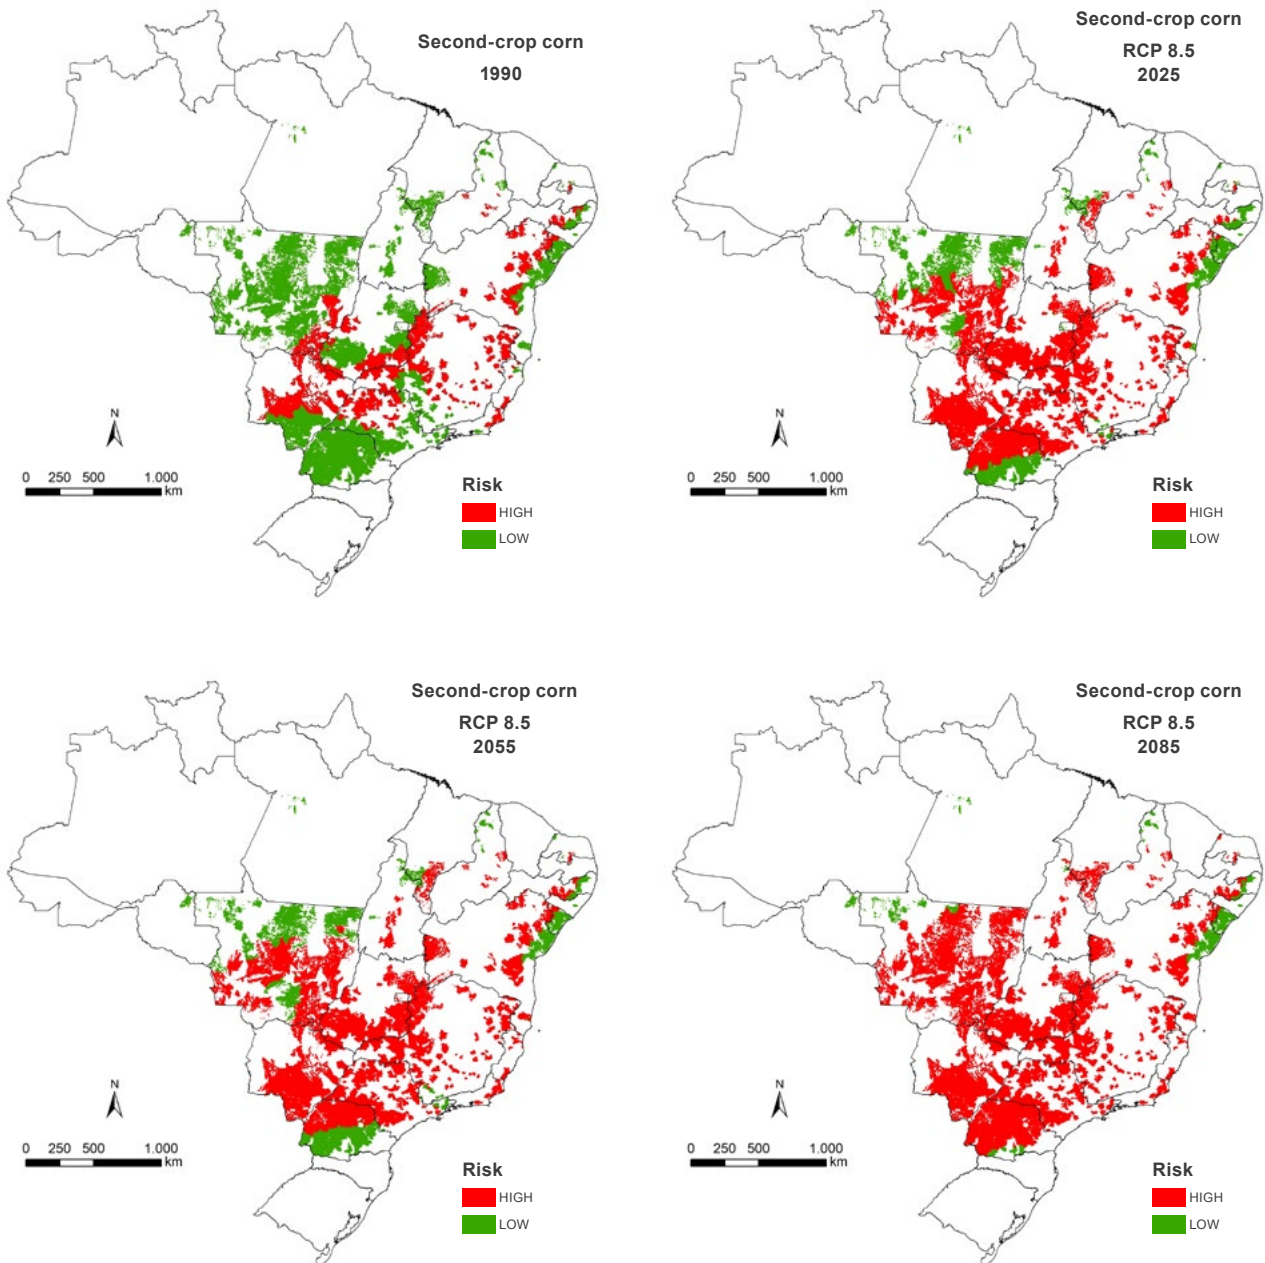 Second-crop corn
1990
N
0 250 500 1.000
km
Risk
HIGH
LOW
Second-crop corn
RCP 8.5
2025
N
0 250 500 1.000
km
Risk
HIGH
LOW
Second-crop corn
RCP 8.5
2055
N
0 250 500 1.000
km
Risk
HIGH
LOW
Second-crop corn
RCP 8.5
2085
N
0 250 500 1.000
km
Risk
HIGH
LOW